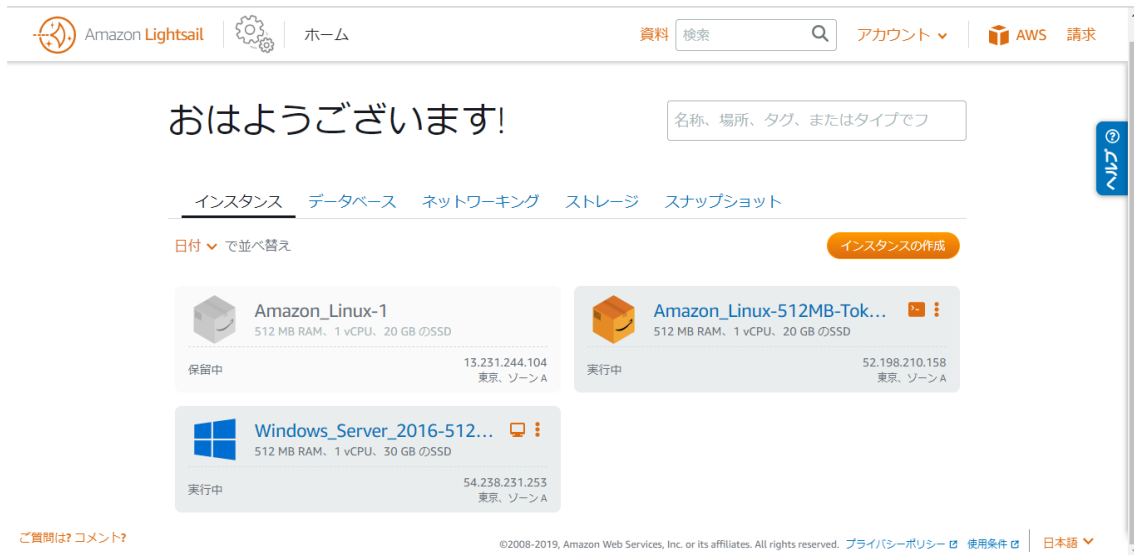 Amazon Lightsail ホーム 資料 検索 アカウント AWS 請求
おはようございます!
名称、場所、タグ、またはタイプでフ
ヘルプ
インスタンス データベース ネットワーキング ストレージ スナップショット
日付 で並べ替え
インスタンスの作成
Amazon_Linux-1
512 MB RAM、1 vCPU、20 GB のSSD
保留中
13.231.244.104
東京、ゾーン A
Amazon_Linux-512MB-Tok...
512 MB RAM、1 vCPU、20 GB のSSD
実行中
52.198.210.158
東京、ゾーン A
Windows_Server_2016-512...
512 MB RAM、1 vCPU、30 GB のSSD
実行中
54.238.231.253
東京、ゾーン A
ご質問は? コメント?
©2008-2019, Amazon Web Services, Inc. or its affiliates. All rights reserved. プライバシーポリシー 使用条件 日本語